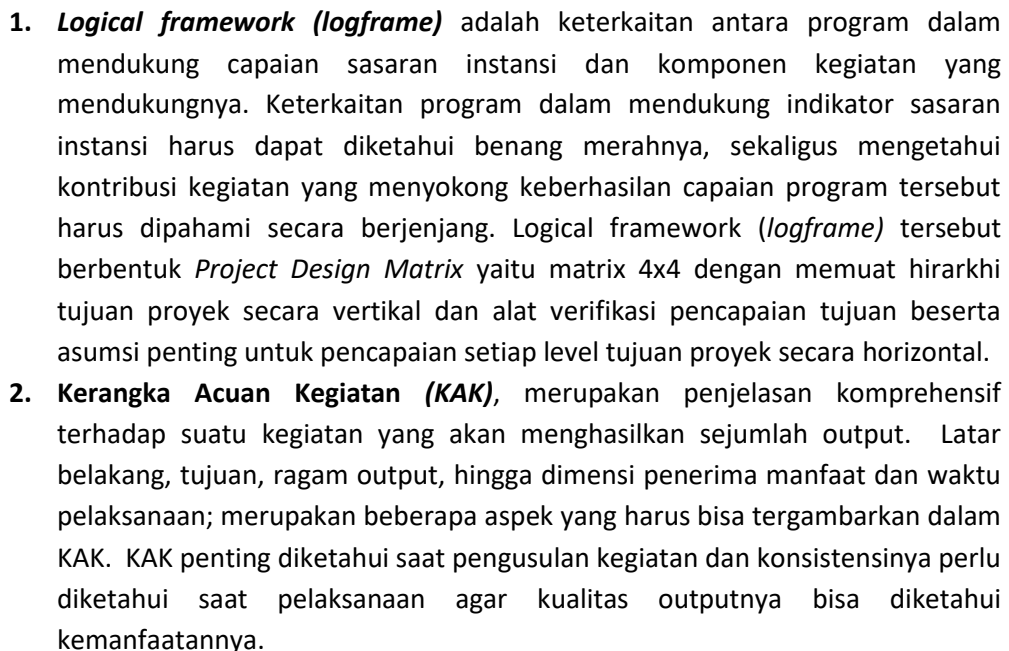 1. Logical framework (logframe) adalah keterkaitan antara program dalam
mendukung capaian sasaran instansi dan komponen kegiatan yang
mendukungnya. Keterkaitan program dalam mendukung indikator sasaran
instansi harus dapat diketahui benang merahnya, sekaligus mengetahui
kontribusi kegiatan yang menyokong keberhasilan capaian program tersebut
harus dipahami secara berjenjang. Logical framework (logframe) tersebut
berbentuk Project Design Matrix yaitu matrix 4x4 dengan memuat hirarkhi
tujuan proyek secara vertikal dan alat verifikasi pencapaian tujuan beserta
asumsi penting untuk pencapaian setiap level tujuan proyek secara horizontal.
2. Kerangka Acuan Kegiatan (KAK), merupakan penjelasan komprehensif
terhadap suatu kegiatan yang akan menghasilkan sejumlah output. Latar
belakang, tujuan, ragam output, hingga dimensi penerima manfaat dan waktu
pelaksanaan; merupakan beberapa aspek yang harus bisa tergambarkan dalam
KAK. KAK penting diketahui saat pengusulan kegiatan dan konsistensinya perlu
diketahui saat pelaksanaan agar kualitas outputnya bisa diketahui
kemanfaatannya.